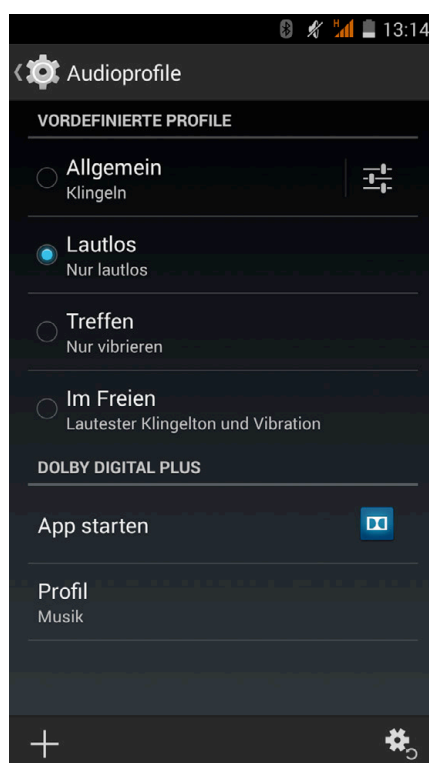 H 13:14
Audioprofile
VORDEFINIERTE PROFILE
Allgemein
Klingeln
Lautlos
Nur lautlos
Treffen
Nur vibrieren
Im Freien
Lautester Klingelton und Vibration
DOLBY DIGITAL PLUS
App starten
Profil
Musik